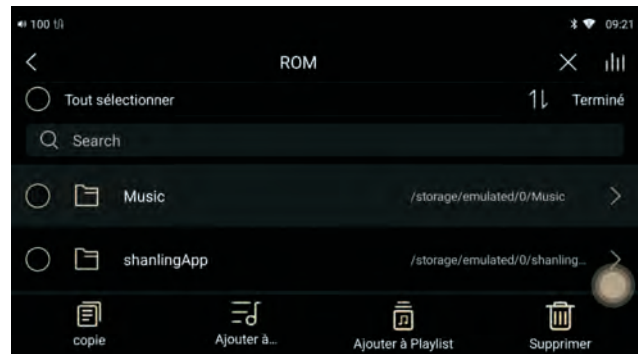 100
09:21
ROM
Tout sélectionner
Terminé
Search
Music /storage/emulated/0/Music
shanlingApp /storage/emulated/0/shanling...
copie Ajouter à... Ajouter à Playlist Supprimer